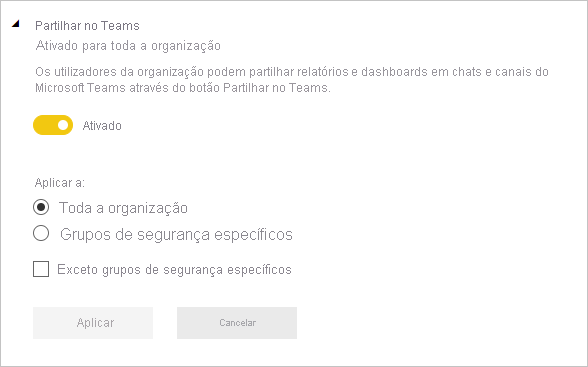 Partilhar no Teams
Ativado para toda a organização
Os utilizadores da organização podem partilhar relatórios e dashboards em chats e canais do
Microsoft Teams através do botão Partilhar no Teams.
Ativado
Aplicar a:
Toda a organização
Grupos de segurança específicos
Exceto grupos de segurança específicos
Aplicar
Cancelar